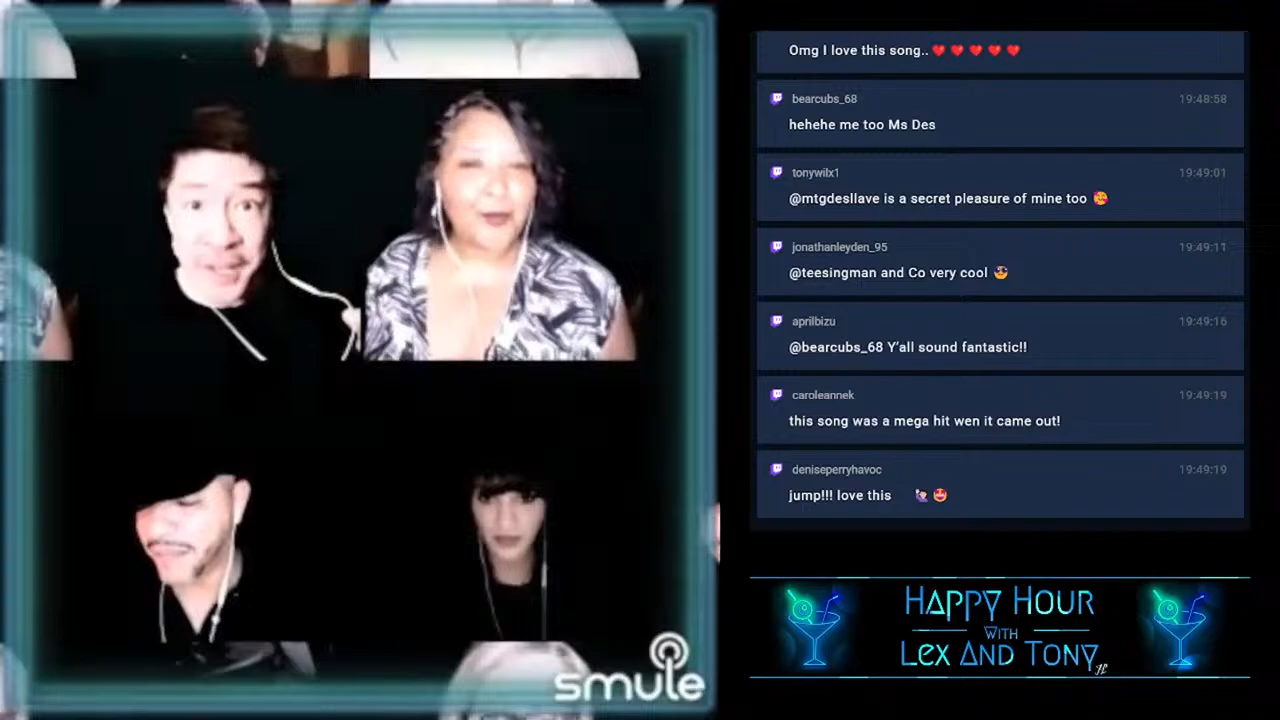 Omg I love this song..❤️❤️❤️❤️❤️
bearcubs_68 19:48:58
hehehe me too Ms Des
tonywilx1 19:49:01
@mtgdesllave is a secret pleasure of mine too 🥰
jonathanleyden_95 19:49:11
@teesingman and Co very cool 🤠
aprilbizu 19:49:16
@bearcubs_68 Y'all sound fantastic!!
caroleannek 19:49:19
this song was a mega hit wen it came out!
deniseperryhavoc 19:49:19
jump!!! love this 🙋🏻‍♀️ 🤩
smule
HAPPY HOUR
WITH
LEX AND TONY